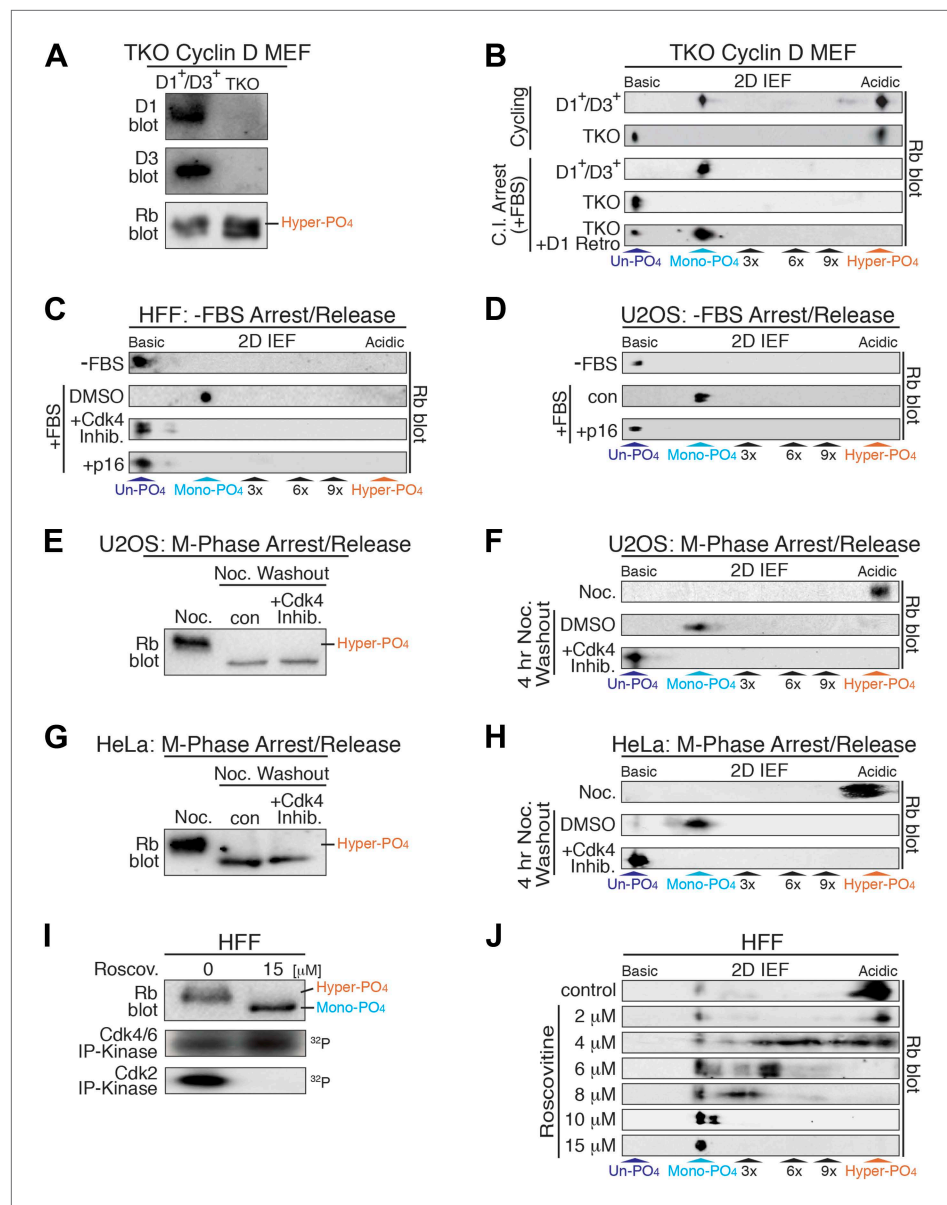 A
TKO Cyclin D MEF
D1+/D3+ TKO
D1 blot
D3 blot
Rb blot
Hyper-PO4
B
TKO Cyclin D MEF
Basic 2D IEF Acidic
Cycling
D1+/D3+
TKO
C.I. Arrest (+FBS)
D1+/D3+
TKO
TKO +D1 Retro
Rb blot
Un-PO4 Mono-PO4 3x 6x 9x Hyper-PO4
C
HFF: -FBS Arrest/Release
Basic 2D IEF Acidic
-FBS
+FBS
DMSO
+Cdk4 Inhib.
+p16
Rb blot
Un-PO4 Mono-PO4 3x 6x 9x Hyper-PO4
D
U2OS: -FBS Arrest/Release
Basic 2D IEF Acidic
-FBS
+FBS
con
+p16
Rb blot
Un-PO4 Mono-PO4 3x 6x 9x Hyper-PO4
E
U2OS: M-Phase Arrest/Release
Noc. Washout
Noc. con +Cdk4 Inhib.
Rb blot
Hyper-PO4
F
U2OS: M-Phase Arrest/Release
Basic 2D IEF Acidic
Noc.
4 hr Noc. Washout
DMSO
+Cdk4 Inhib.
Rb blot
Un-PO4 Mono-PO4 3x 6x 9x Hyper-PO4
G
HeLa: M-Phase Arrest/Release
Noc. Washout
Noc. con +Cdk4 Inhib.
Rb blot
Hyper-PO4
H
HeLa: M-Phase Arrest/Release
Basic 2D IEF Acidic
Noc.
4 hr Noc. Washout
DMSO
+Cdk4 Inhib.
Rb blot
Un-PO4 Mono-PO4 3x 6x 9x Hyper-PO4
I
HFF
Roscov. 0 15 [μM]
Rb blot
Hyper-PO4
Mono-PO4
Cdk4/6 IP-Kinase
32P
Cdk2 IP-Kinase
32P
J
HFF
Basic 2D IEF Acidic
control
Roscovitine
2 μM
4 μM
6 μM
8 μM
10 μM
15 μM
Rb blot
Un-PO4 Mono-PO4 3x 6x 9x Hyper-PO4